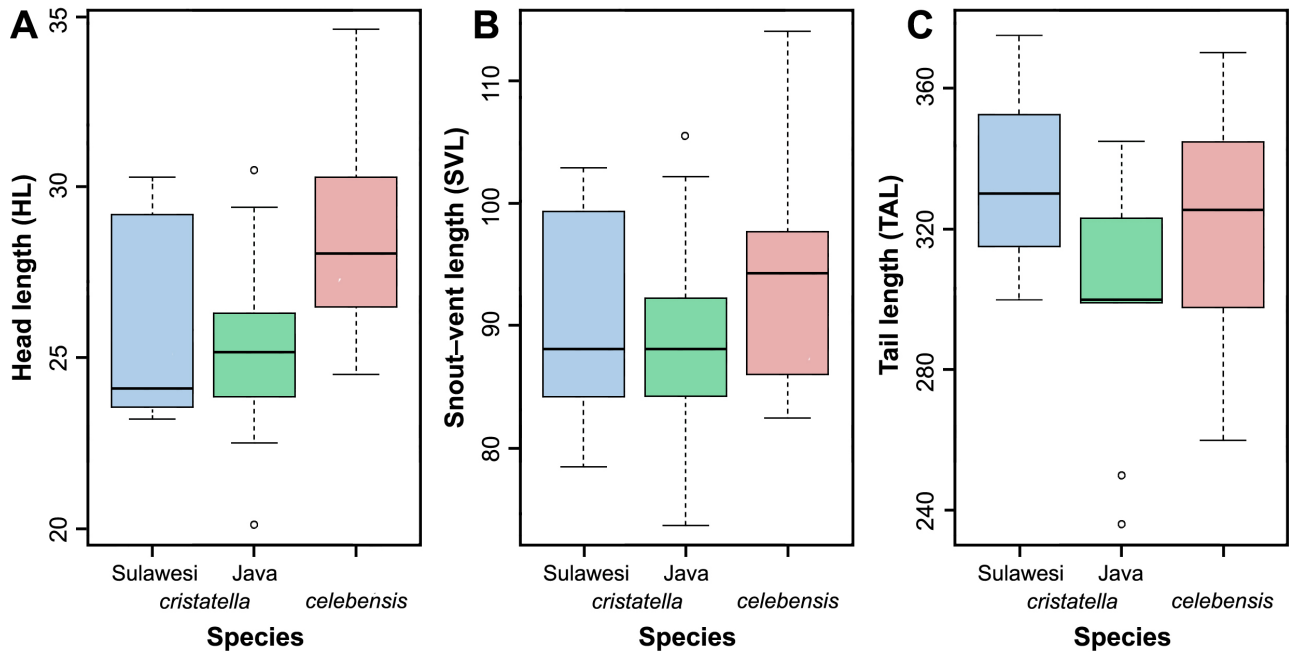 A
Head length (HL)
35
30
25
20
Sulawesi Java
cristatella celebensis
Species
B
Snout–vent length (SVL)
110
100
90
80
Sulawesi Java
cristatella celebensis
Species
C
Tail length (TAL)
360
320
280
240
Sulawesi Java
cristatella celebensis
Species